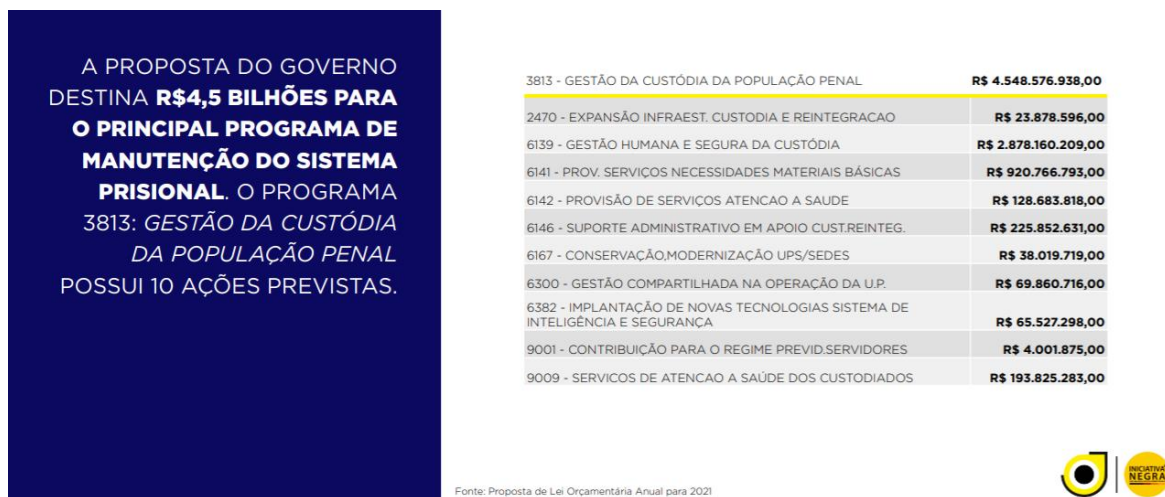 A PROPOSTA DO GOVERNO
DESTINA R$4,5 BILHÕES PARA
O PRINCIPAL PROGRAMA DE
MANUTENÇÃO DO SISTEMA
PRISIONAL. O PROGRAMA
3813: GESTÃO DA CUSTÓDIA
DA POPULAÇÃO PENAL
POSSUI 10 AÇÕES PREVISTAS.
3813 - GESTÃO DA CUSTÓDIA DA POPULAÇÃO PENAL R$ 4.548.576.938,00
2470 - EXPANSÃO INFRAEST. CUSTODIA E REINTEGRACAO R$ 23.878.596,00
6139 - GESTÃO HUMANA E SEGURA DA CUSTÓDIA R$ 2.878.160.209,00
6141 - PROV. SERVIÇOS NECESSIDADES MATERIAIS BÁSICAS R$ 920.766.793,00
6142 - PROVISÃO DE SERVIÇOS ATENCAO A SAUDE R$ 128.683.818,00
6146 - SUPORTE ADMINISTRATIVO EM APOIO CUST.REINTEG. R$ 225.852.631,00
6167 - CONSERVAÇÃO,MODERNIZAÇÃO UPS/SEDES R$ 38.019.719,00
6300 - GESTÃO COMPARTILHADA NA OPERAÇÃO DA U.P. R$ 69.860.716,00
6382 - IMPLANTAÇÃO DE NOVAS TECNOLOGIAS SISTEMA DE
INTELIGÊNCIA E SEGURANÇA R$ 65.527.298,00
9001 - CONTRIBUIÇÃO PARA O REGIME PREVID.SERVIDORES R$ 4.001.875,00
9009 - SERVICOS DE ATENCAO A SAÚDE DOS CUSTODIADOS R$ 193.825.283,00
Fonte: Proposta de Lei Orçamentária Anual para 2021
INICIATIVA
NEGRA